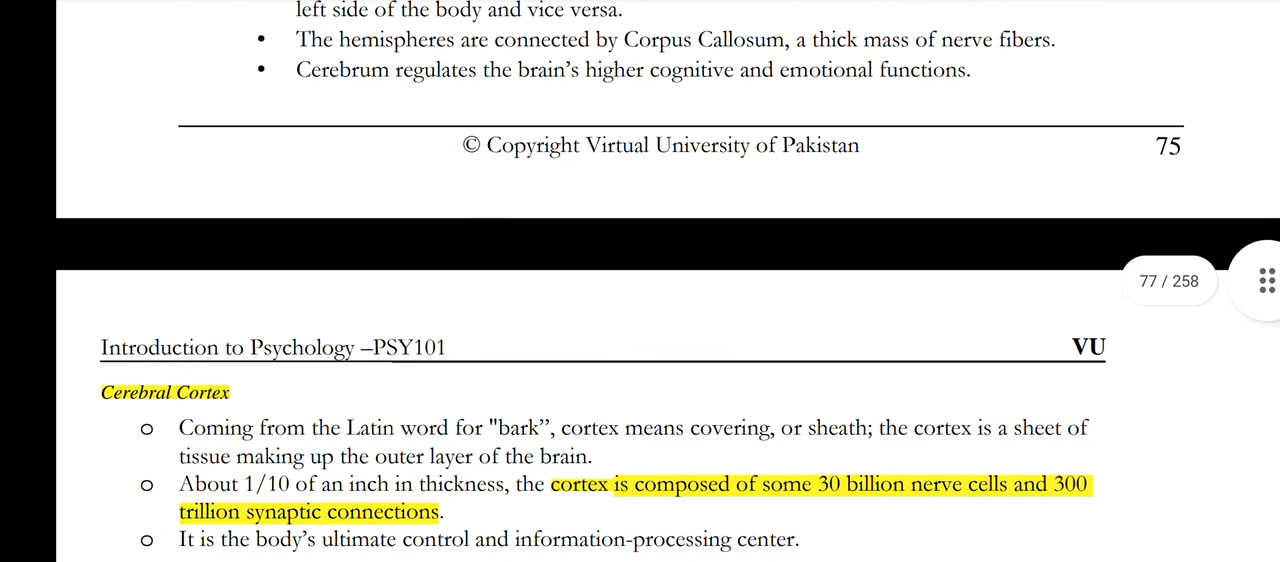 left side of the body and vice versa.
• The hemispheres are connected by Corpus Callosum, a thick mass of nerve fibers.
• Cerebrum regulates the brain’s higher cognitive and emotional functions.
© Copyright Virtual University of Pakistan 75
77 / 258
Introduction to Psychology –PSY101 VU
Cerebral Cortex
o Coming from the Latin word for "bark”, cortex means covering, or sheath; the cortex is a sheet of
tissue making up the outer layer of the brain.
o About 1/10 of an inch in thickness, the cortex is composed of some 30 billion nerve cells and 300
trillion synaptic connections.
o It is the body’s ultimate control and information-processing center.